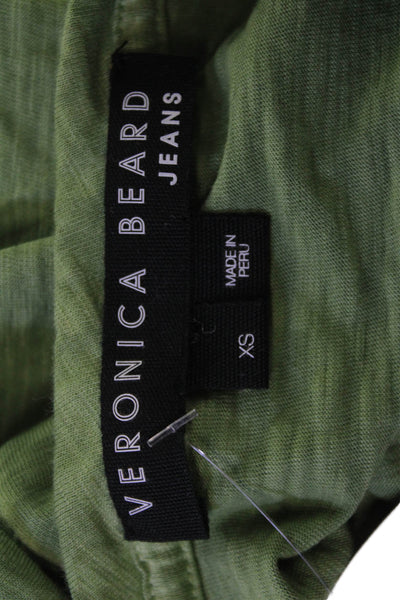 VERONICA BEARD
JEANS
MADE IN
PERU
XS